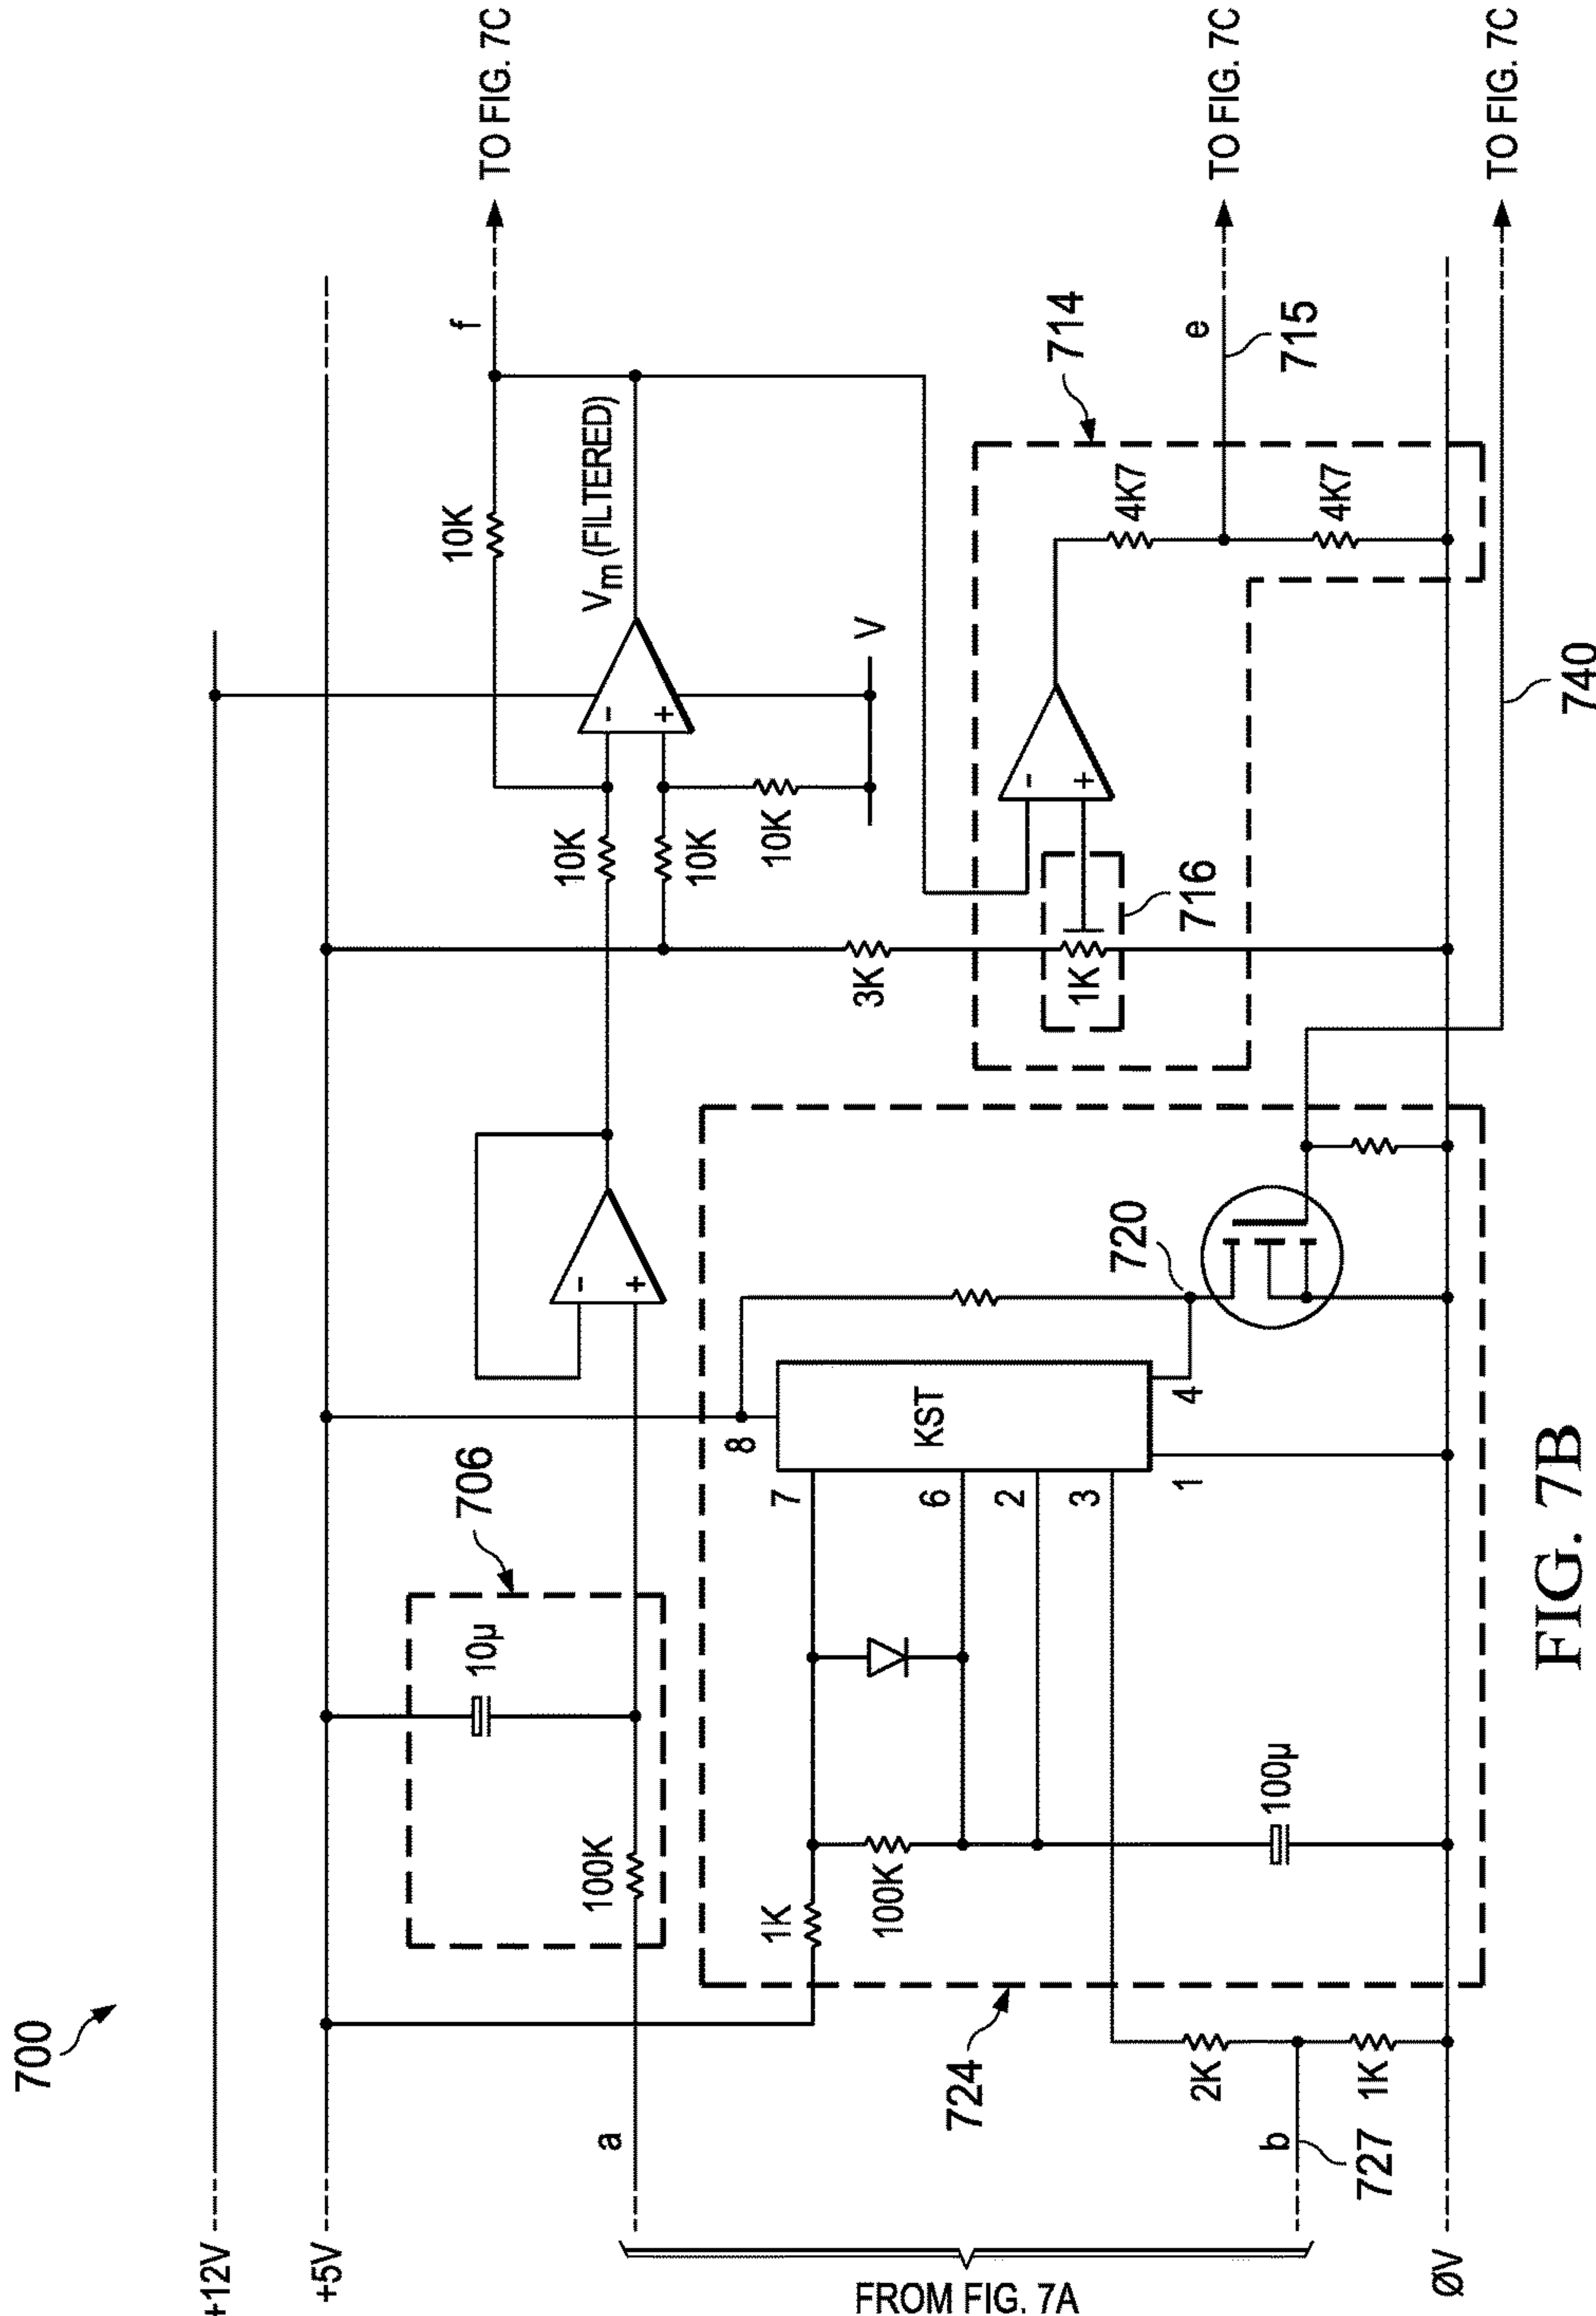 700
+12V
+5V
a
FROM FIG. 7A
b
727
ØV
706
10µ
100K
724
1K
100K
100µ
2K
1K
7
6
2
3
8
KST
4
1
720
-
+
10K
10K
10K
10K
-
+
V
Vm (FILTERED)
f
TO FIG. 7C
3K
1K
716
-
+
714
4K7
4K7
e
715
TO FIG. 7C
740
TO FIG. 7C
FIG. 7B